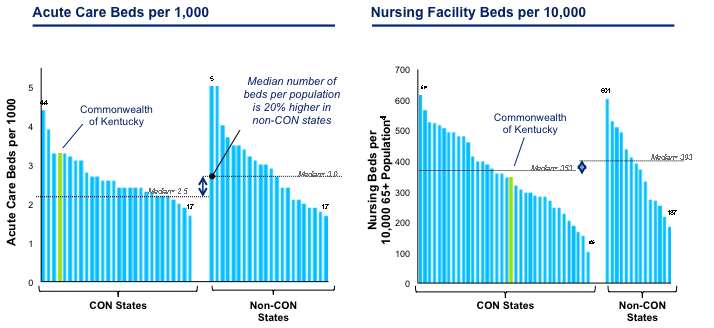 Acute Care Beds per 1,000
Nursing Facility Beds per 10,000
Acute Care Beds per 1000
5
4
3
2
1
0
4.4
Commonwealth
of Kentucky
Median number of
beds per population
is 20% higher in
non-CON states
5
Median= 2.5
Median= 3.0
1.7
1.7
CON States
Non-CON
States
Nursing Beds per
10,000 65+ Population⁴
700
600
500
400
300
200
100
0
Commonwealth
of Kentucky
601
Median= 353
Median= 393
187
CON States
Non-CON
States